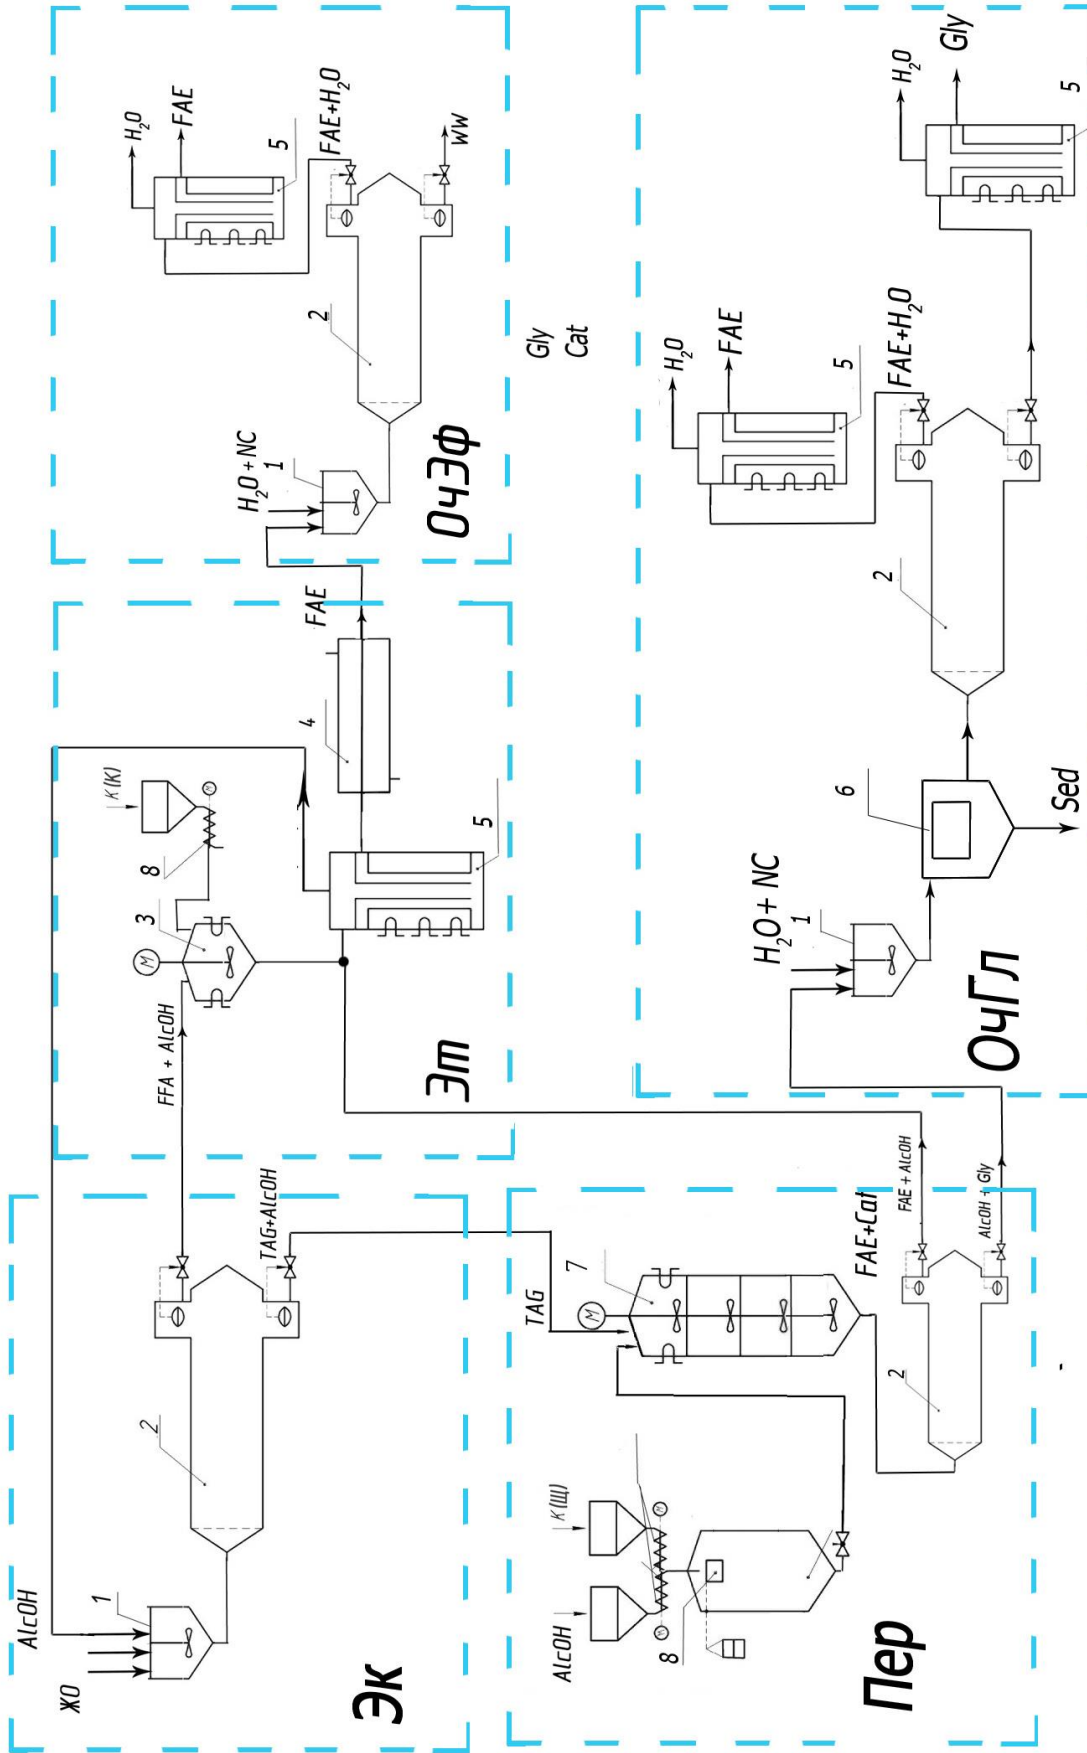 H₂O
FAE
5
FAE+H₂O
WW
2
H₂O + NC
1
ОчЭф
Gly
Cat
H₂O
Gly
5
H₂O
FAE
5
FAE+H₂O
2
6
Sed
H₂O + NC
1
ОчГл
FAE
4
К(К)
M
8
5
3
M
FFA + AlcOH
Эт
TAG+AlcOH
2
AlcOH
1
ЖО
Эк
TAG
7
M
FAE+Cat
FAE + AlcOH
AlcOH + Gly
2
К(Щ)
M
AlcOH
M
8
Пер